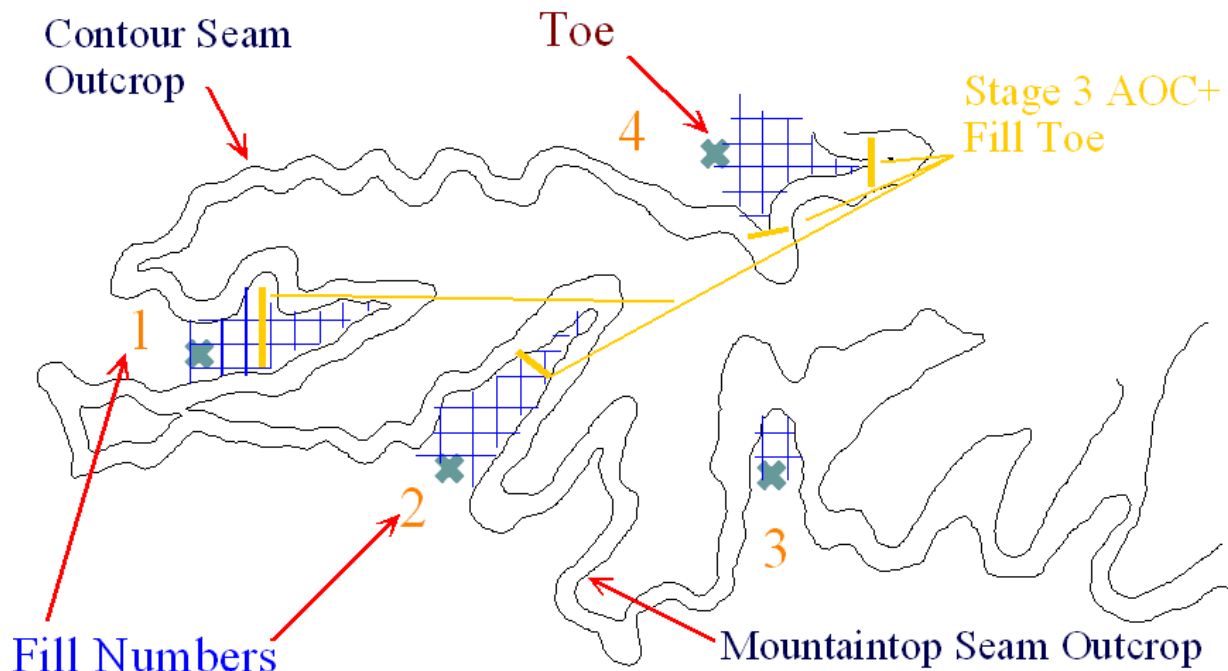 Contour Seam
Outcrop
Toe
Stage 3 AOC+
Fill Toe
4
1
2
3
Fill Numbers
Mountaintop Seam Outcrop